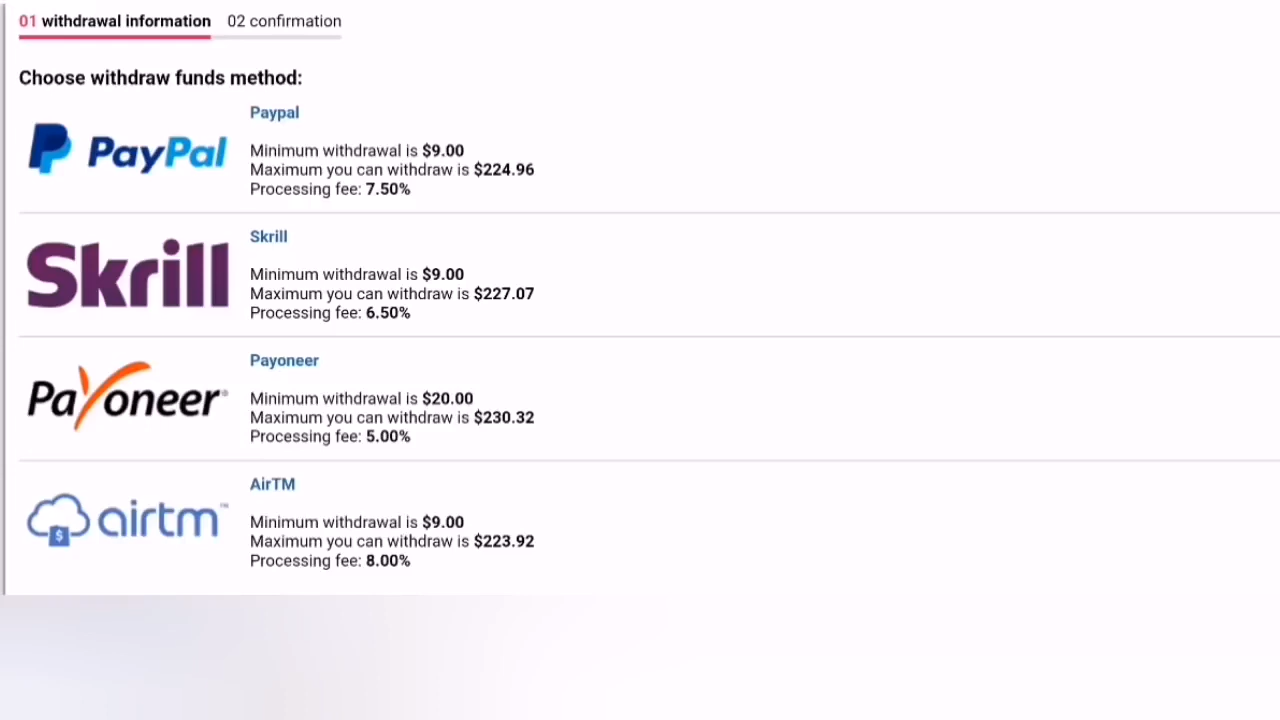 01 withdrawal information 02 confirmation
Choose withdraw funds method:
PayPal
Paypal
Minimum withdrawal is $9.00
Maximum you can withdraw is $224.96
Processing fee: 7.50%
Skrill
Skrill
Minimum withdrawal is $9.00
Maximum you can withdraw is $227.07
Processing fee: 6.50%
Payoneer
Payoneer
Minimum withdrawal is $20.00
Maximum you can withdraw is $230.32
Processing fee: 5.00%
$ airtm™
AirTM
Minimum withdrawal is $9.00
Maximum you can withdraw is $223.92
Processing fee: 8.00%